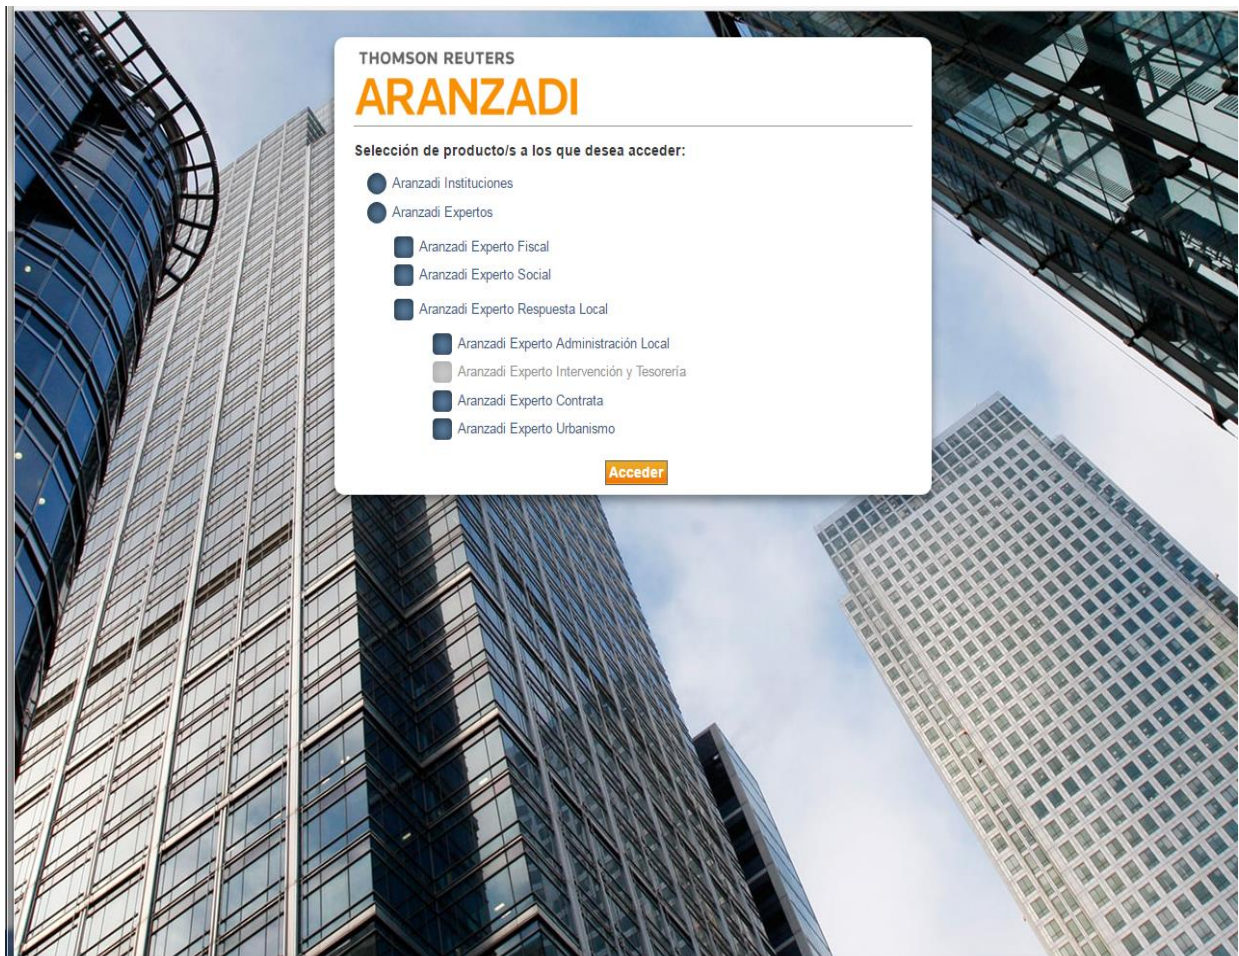 THOMSON REUTERS
ARANZADI
Selección de producto/s a los que desea acceder:
Aranzadi Instituciones
Aranzadi Expertos
Aranzadi Experto Fiscal
Aranzadi Experto Social
Aranzadi Experto Respuesta Local
Aranzadi Experto Administración Local
Aranzadi Experto Intervención y Tesorería
Aranzadi Experto Contrata
Aranzadi Experto Urbanismo
Acceder